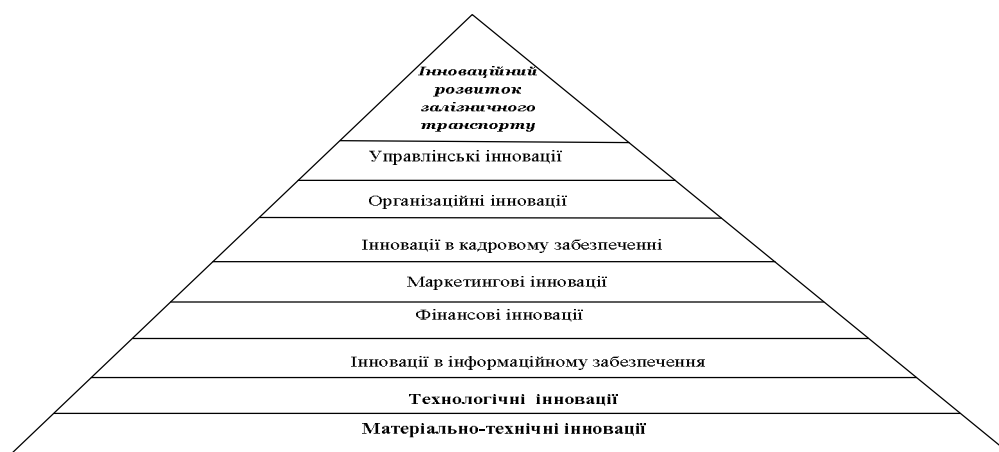 Інноваційний
розвиток
залізничного
транспорту
Управлінські інновації
Організаційні інновації
Інновації в кадровому забезпеченні
Маркетингові інновації
Фінансові інновації
Інновації в інформаційному забезпечення
Технологічні інновації
Матеріально-технічні інновації